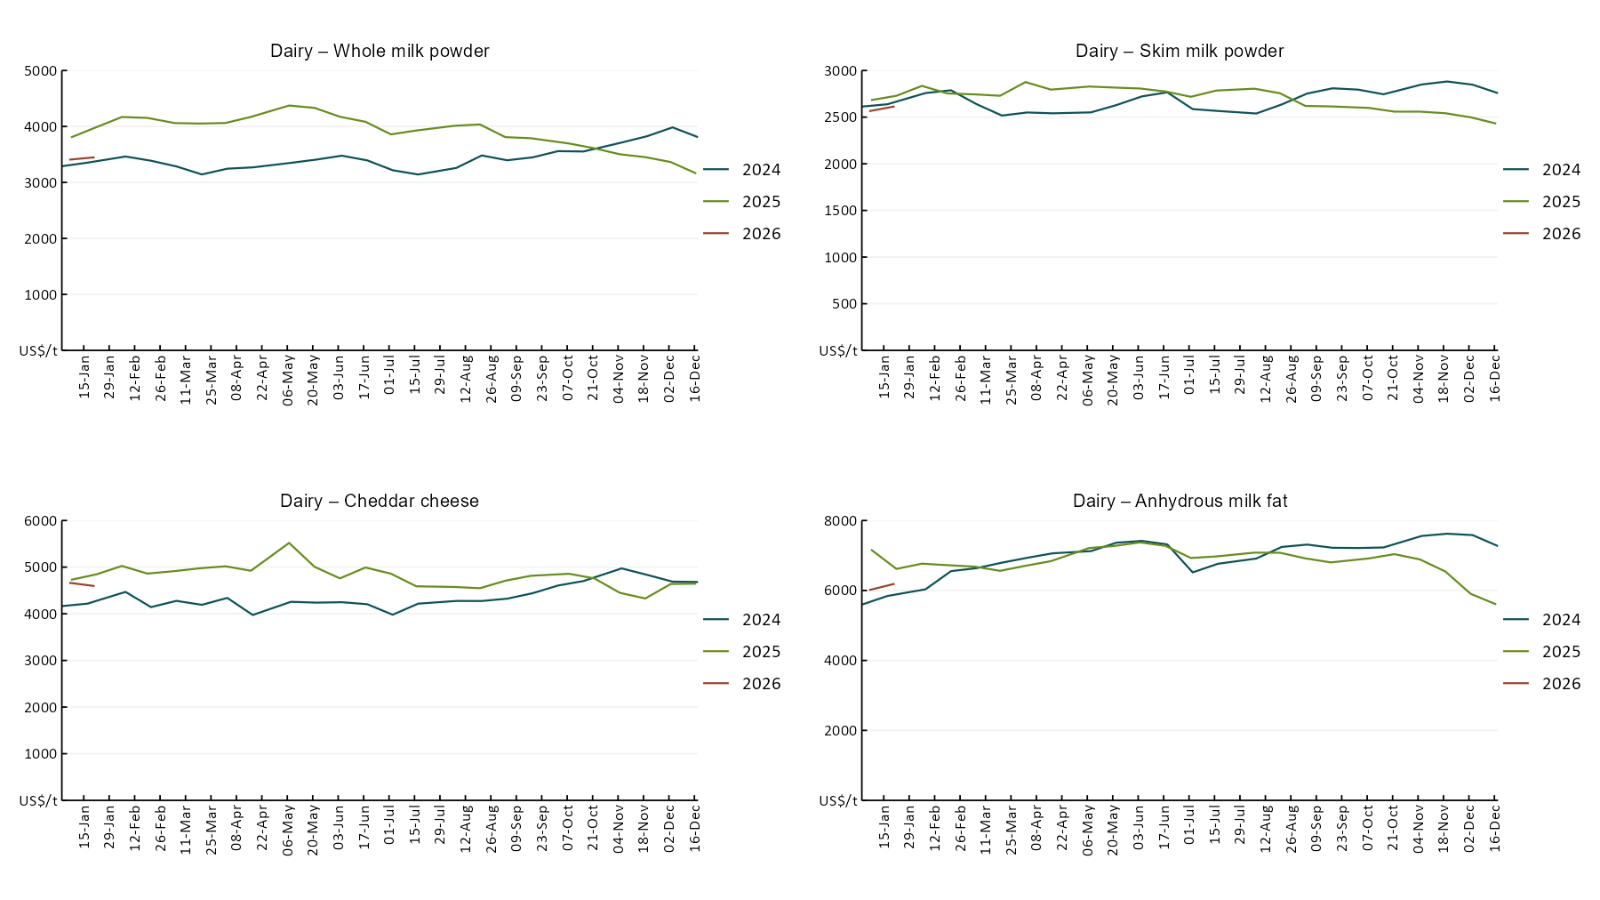 Dairy – Whole milk powder
5000
4000
3000
2000
1000
US$/t
15-Jan
29-Jan
12-Feb
26-Feb
11-Mar
25-Mar
08-Apr
22-Apr
06-May
20-May
03-Jun
17-Jun
01-Jul
15-Jul
29-Jul
12-Aug
26-Aug
09-Sep
23-Sep
07-Oct
21-Oct
04-Nov
18-Nov
02-Dec
16-Dec
2024
2025
2026
Dairy – Skim milk powder
3000
2500
2000
1500
1000
500
US$/t
15-Jan
29-Jan
12-Feb
26-Feb
11-Mar
25-Mar
08-Apr
22-Apr
06-May
20-May
03-Jun
17-Jun
01-Jul
15-Jul
29-Jul
12-Aug
26-Aug
09-Sep
23-Sep
07-Oct
21-Oct
04-Nov
18-Nov
02-Dec
16-Dec
2024
2025
2026
Dairy – Cheddar cheese
6000
5000
4000
3000
2000
1000
US$/t
15-Jan
29-Jan
12-Feb
26-Feb
11-Mar
25-Mar
08-Apr
22-Apr
06-May
20-May
03-Jun
17-Jun
01-Jul
15-Jul
29-Jul
12-Aug
26-Aug
09-Sep
23-Sep
07-Oct
21-Oct
04-Nov
18-Nov
02-Dec
16-Dec
2024
2025
2026
Dairy – Anhydrous milk fat
8000
6000
4000
2000
US$/t
15-Jan
29-Jan
12-Feb
26-Feb
11-Mar
25-Mar
08-Apr
22-Apr
06-May
20-May
03-Jun
17-Jun
01-Jul
15-Jul
29-Jul
12-Aug
26-Aug
09-Sep
23-Sep
07-Oct
21-Oct
04-Nov
18-Nov
02-Dec
16-Dec
2024
2025
2026